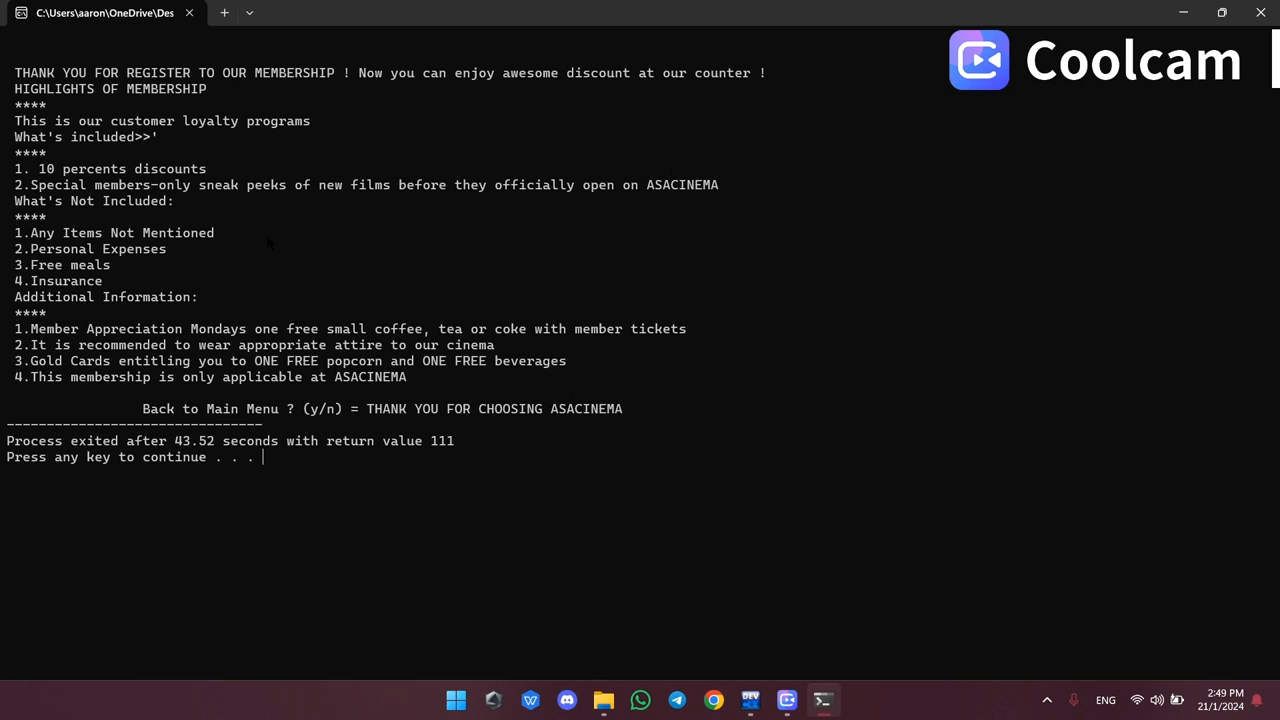 C:\Users\aaron\OneDrive\Des
Coolcam
THANK YOU FOR REGISTER TO OUR MEMBERSHIP ! Now you can enjoy awesome discount at our counter !
HIGHLIGHTS OF MEMBERSHIP
****
This is our customer loyalty programs
What's included>>'
****
1. 10 percents discounts
2.Special members-only sneak peeks of new films before they officially open on ASACINEMA
What's Not Included:
****
1.Any Items Not Mentioned
2.Personal Expenses
3.Free meals
4.Insurance
Additional Information:
****
1.Member Appreciation Mondays one free small coffee, tea or coke with member tickets
2.It is recommended to wear appropriate attire to our cinema
3.Gold Cards entitling you to ONE FREE popcorn and ONE FREE beverages
4.This membership is only applicable at ASACINEMA
Back to Main Menu ? (y/n) = THANK YOU FOR CHOOSING ASACINEMA
--------------------------------
Process exited after 43.52 seconds with return value 111
Press any key to continue . . .
DEV
ENG
2:49 PM
21/1/2024